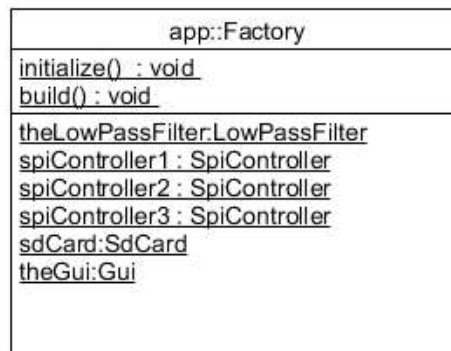 app::Factory
initialize() : void
build() : void
theLowPassFilter:LowPassFilter
spiController1 : SpiController
spiController2 : SpiController
spiController3 : SpiController
sdCard:SdCard
theGui:Gui